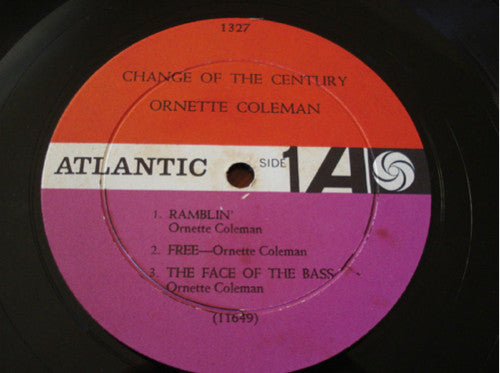 1327
CHANGE OF THE CENTURY
ORNETTE COLEMAN
ATLANTIC SIDE 1 A
1. RAMBLIN'
Ornette Coleman
2. FREE—Ornette Coleman
3. THE FACE OF THE BASS
Ornette Coleman
(11649)